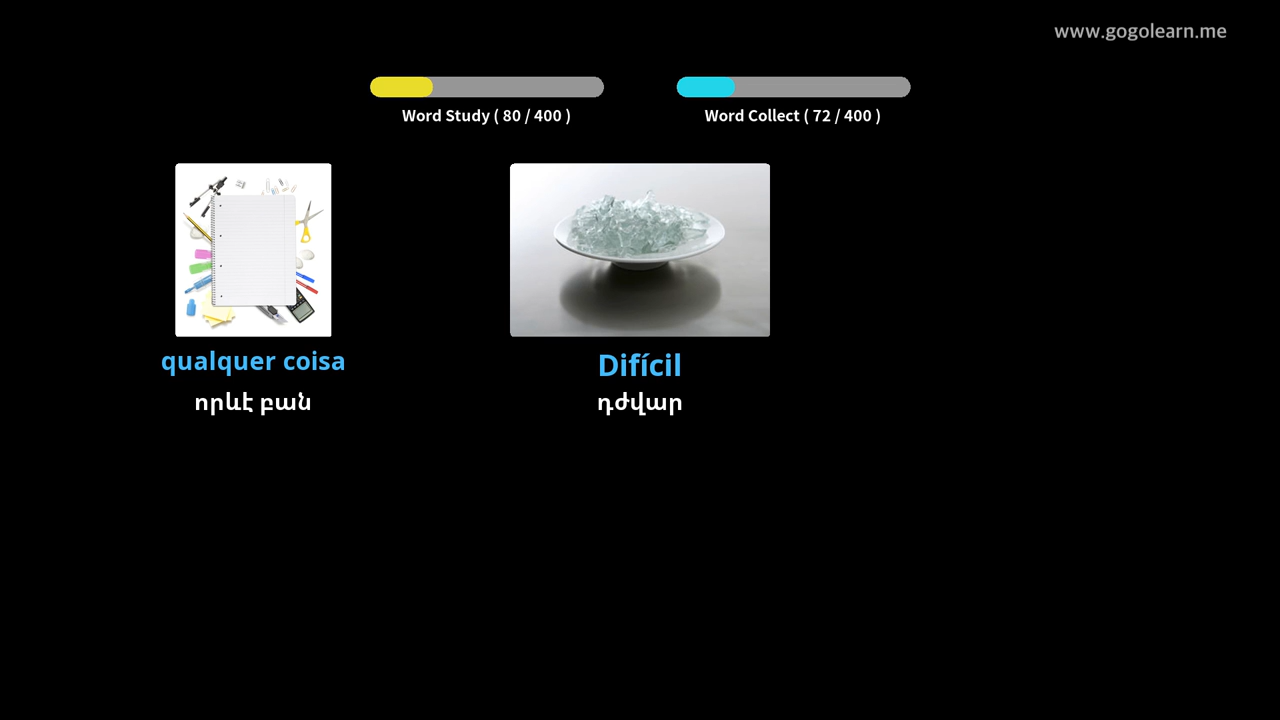 www.gogolearn.me
Word Study ( 80 / 400 )
Word Collect ( 72 / 400 )
qualquer coisa
որևէ բան
Difícil
դժվար